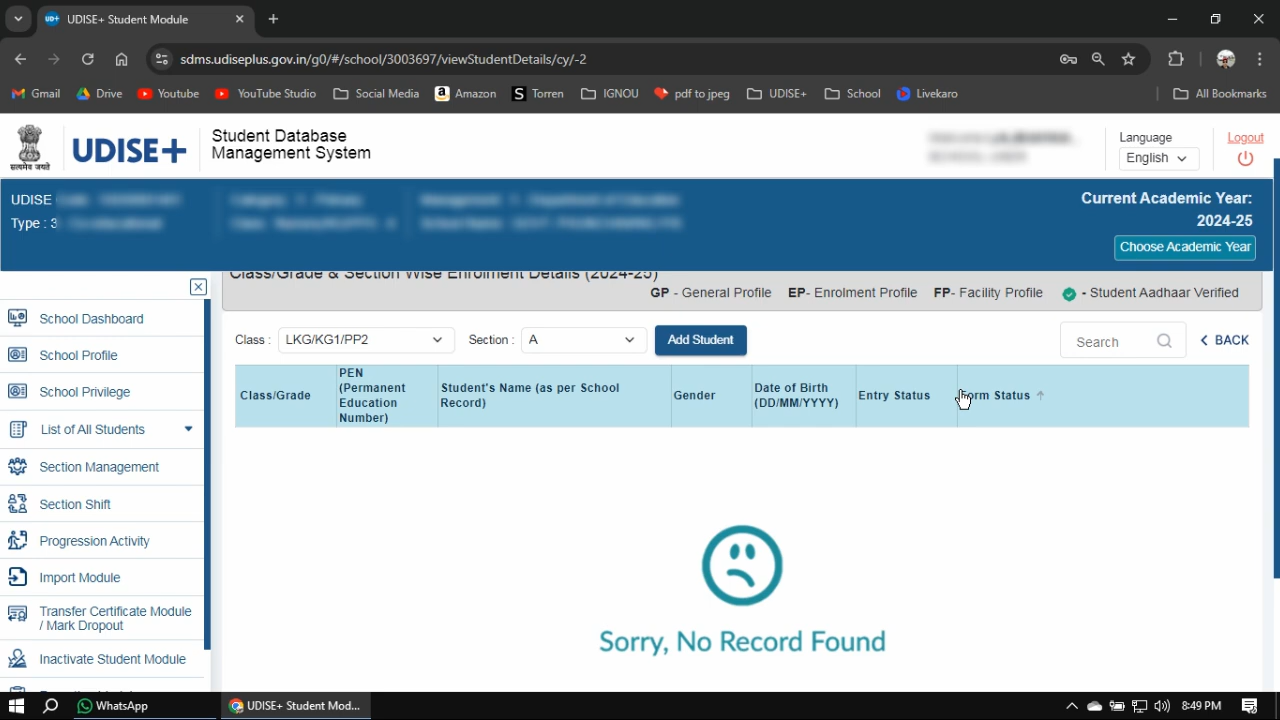 UDISE+ Student Module
sdms.udiseplus.gov.in/g0/#/school/3003697/viewStudentDetails/cy/-2
Gmail Drive Youtube YouTube Studio Social Media Amazon Torren IGNOU pdf to jpeg UDISE+ School Livekaro All Bookmarks
सत्यमेव जयते
UDISE+
Student Database
Management System
Language
English
Logout
UDISE
Type : 3
Current Academic Year:
2024-25
Choose Academic Year
Class/Grade & Section Wise Enrolment Details (2024-25)
GP - General Profile EP- Enrolment Profile FP- Facility Profile - Student Aadhaar Verified
School Dashboard
School Profile
School Privilege
List of All Students
Section Management
Section Shift
Progression Activity
Import Module
Transfer Certificate Module
/ Mark Dropout
Inactivate Student Module
Class : LKG/KG1/PP2 Section : A Add Student Search BACK
Class/Grade
PEN
(Permanent
Education
Number)
Student's Name (as per School
Record)
Gender
Date of Birth
(DD/MM/YYYY)
Entry Status
Form Status
Sorry, No Record Found
WhatsApp UDISE+ Student Mod... 8:49 PM